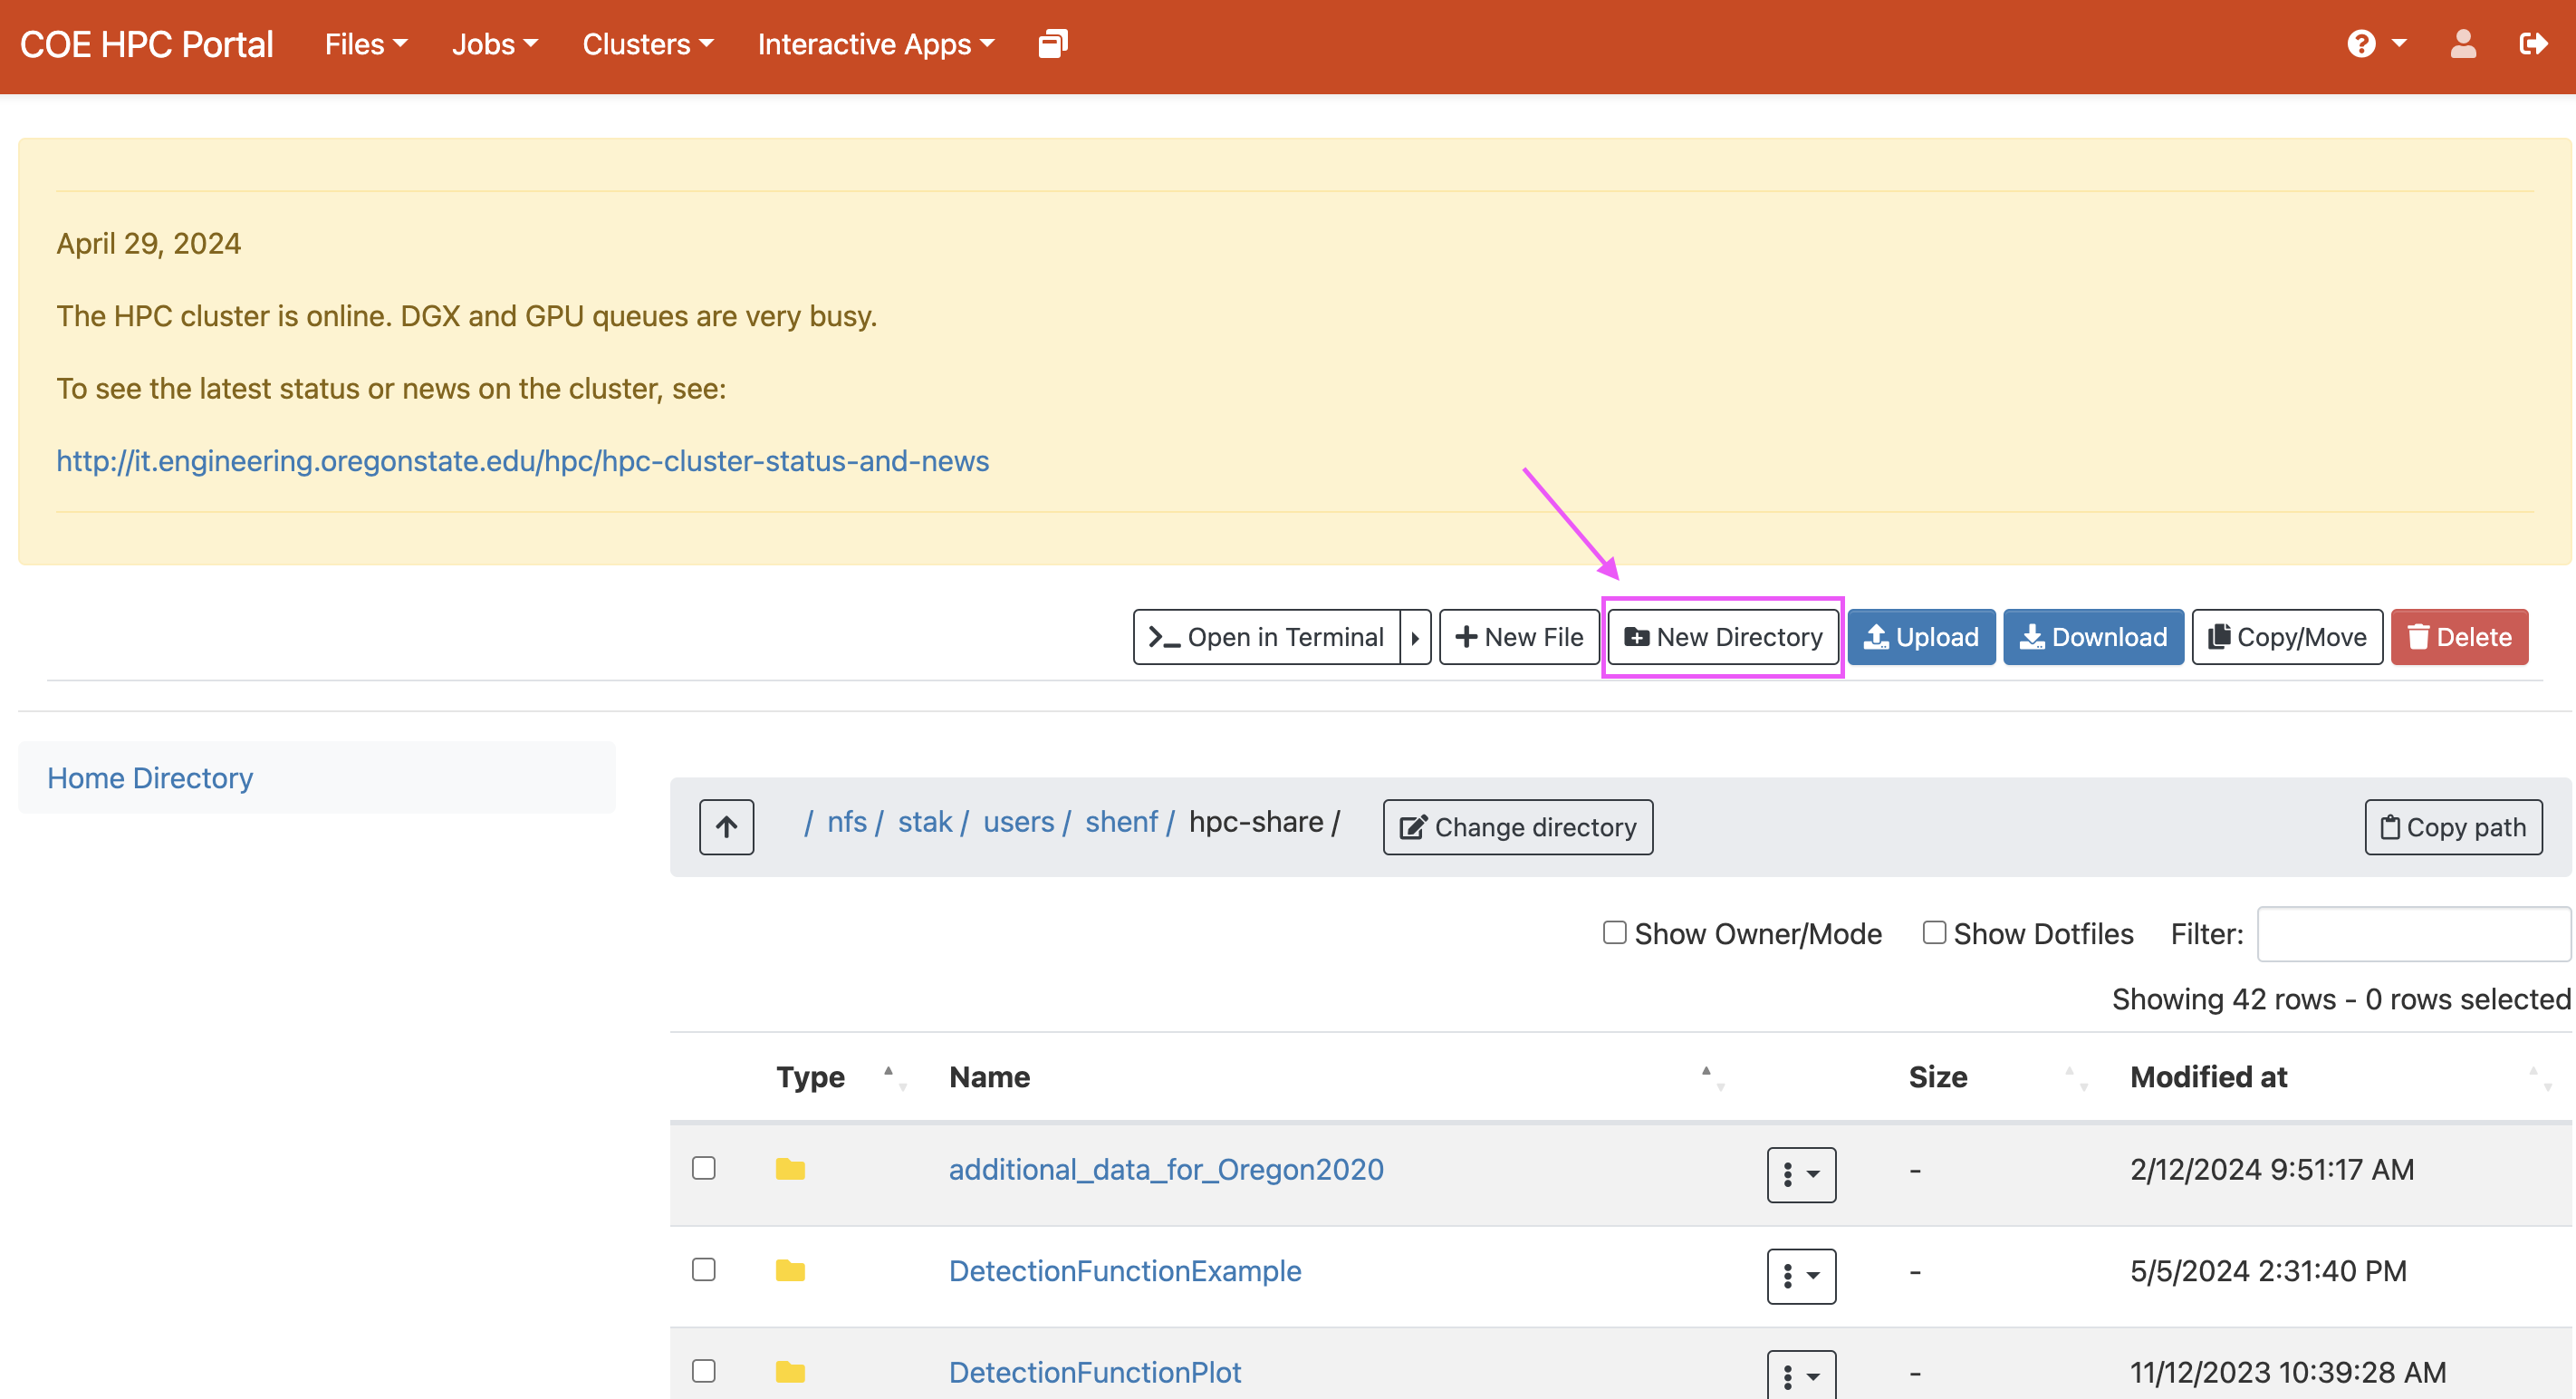 COE HPC Portal Files Jobs Clusters Interactive Apps
April 29, 2024
The HPC cluster is online. DGX and GPU queues are very busy.
To see the latest status or news on the cluster, see:
http://it.engineering.oregonstate.edu/hpc/hpc-cluster-status-and-news
Open in Terminal New File New Directory Upload Download Copy/Move Delete
Home Directory
/ nfs / stak / users / shenf / hpc-share / Change directory Copy path
Show Owner/Mode Show Dotfiles Filter:
Showing 42 rows - 0 rows selected
Type Name Size Modified at
additional_data_for_Oregon2020 - 2/12/2024 9:51:17 AM
DetectionFunctionExample - 5/5/2024 2:31:40 PM
DetectionFunctionPlot - 11/12/2023 10:39:28 AM